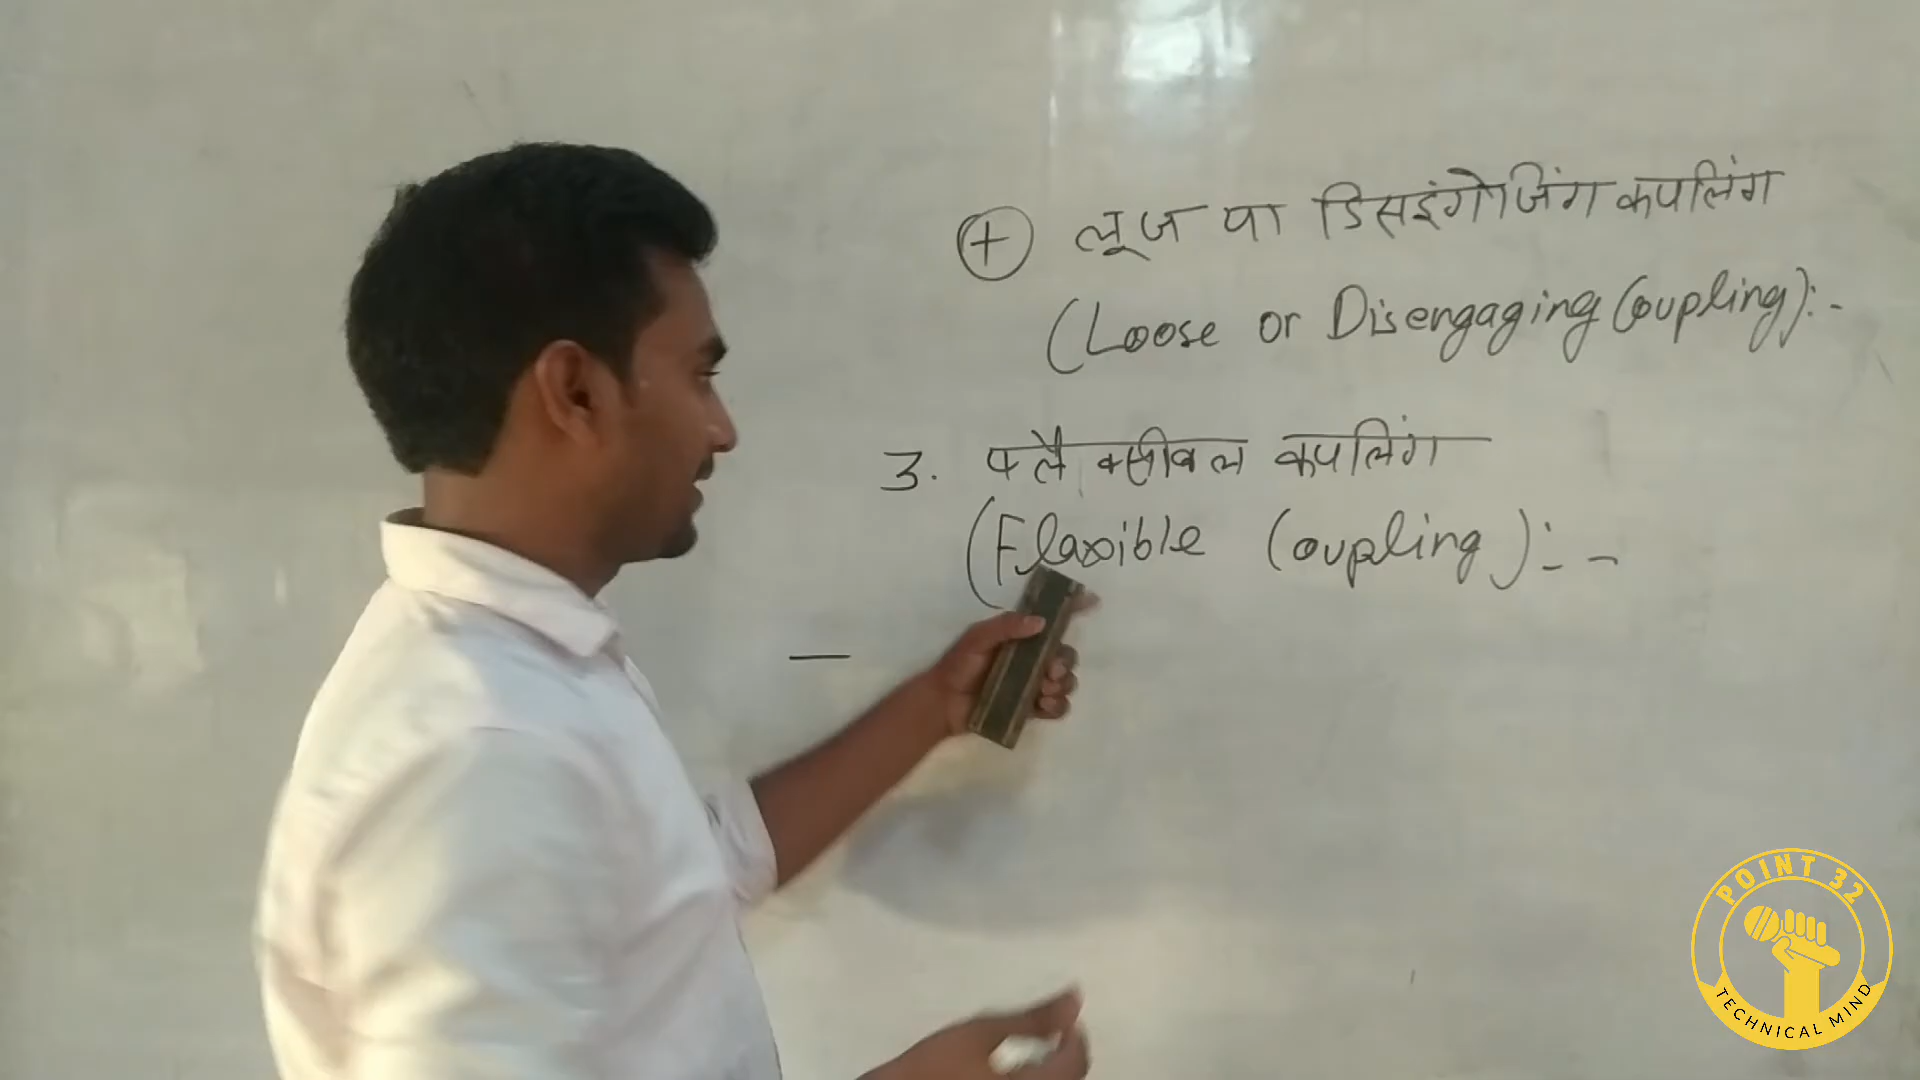 + लूज या डिसइंगेजिंग कपलिंग
(Loose or Disengaging Coupling):-
3. फ्लैक्सीबल कपलिंग
(Flaxible Coupling):-
—
POINT 32
TECHNICAL MIND